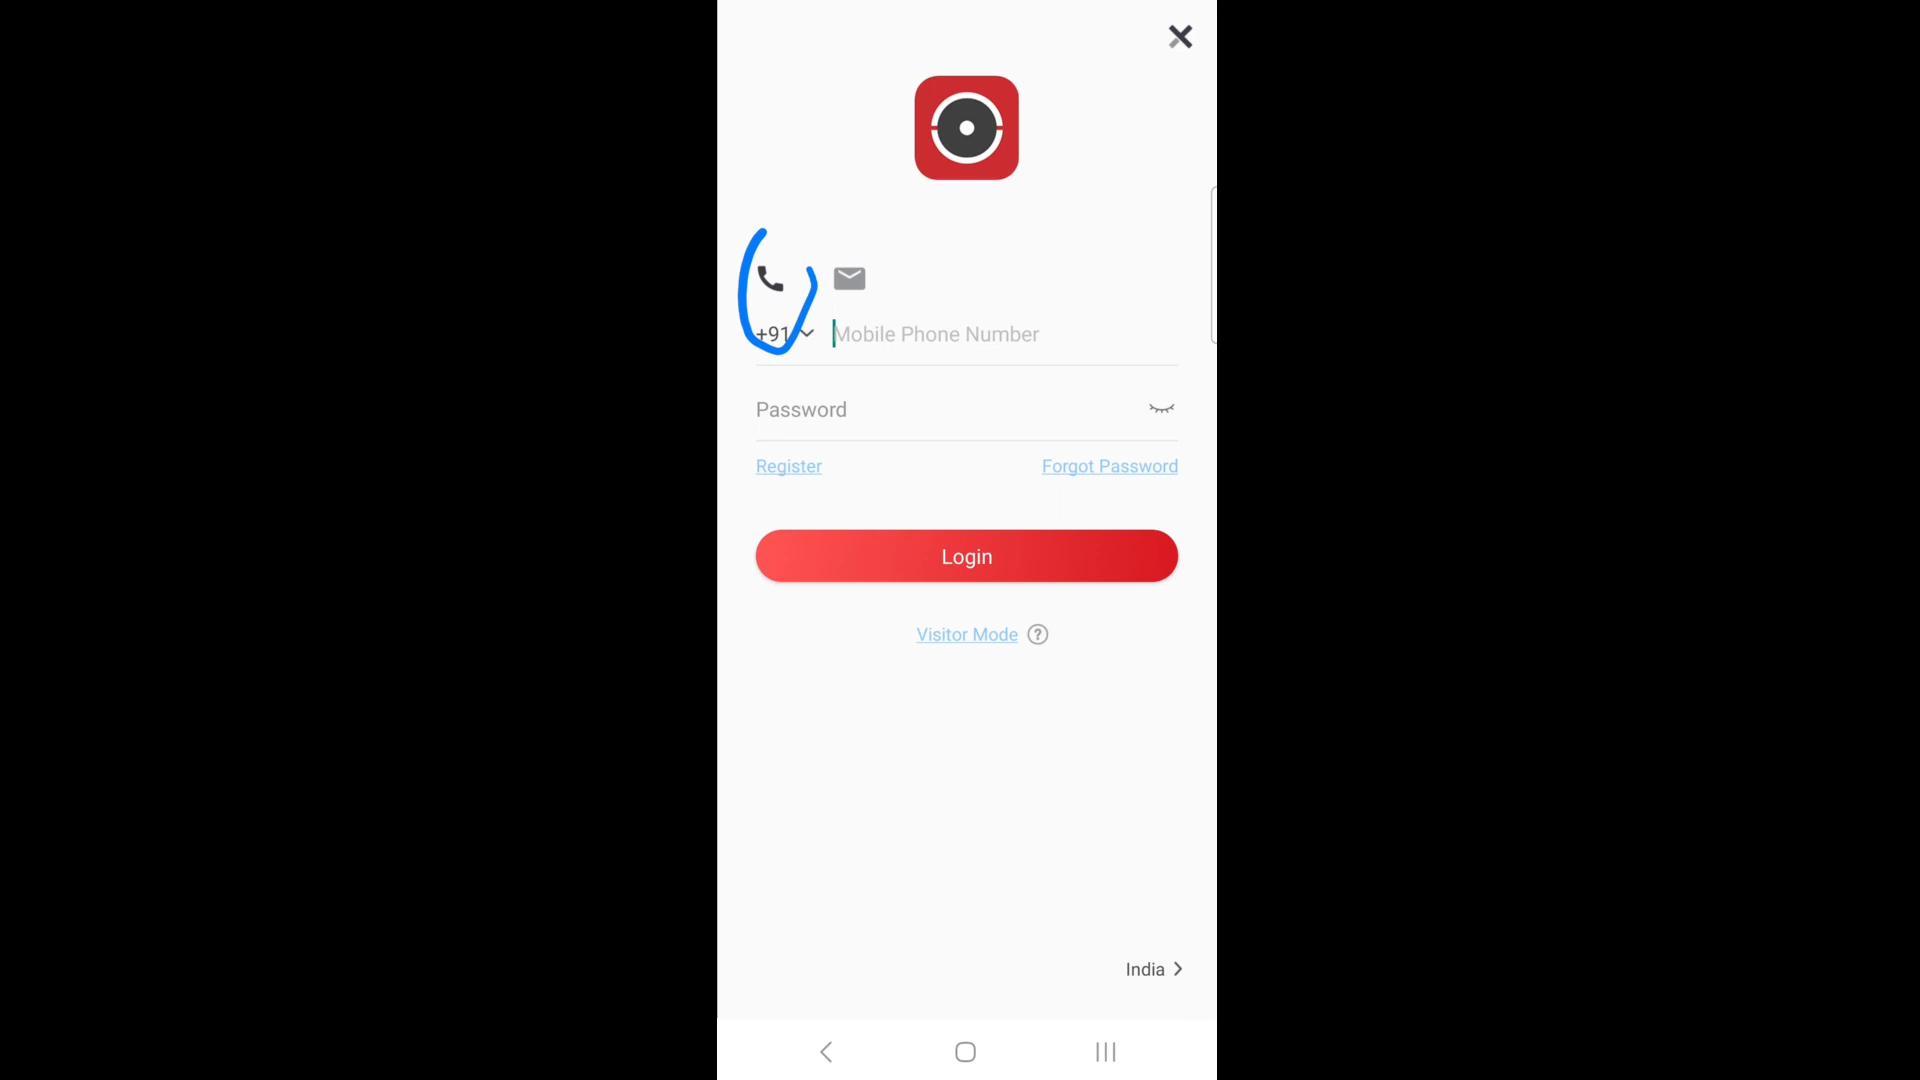 +91 Mobile Phone Number
Password
Register Forgot Password
Login
Visitor Mode ?
India